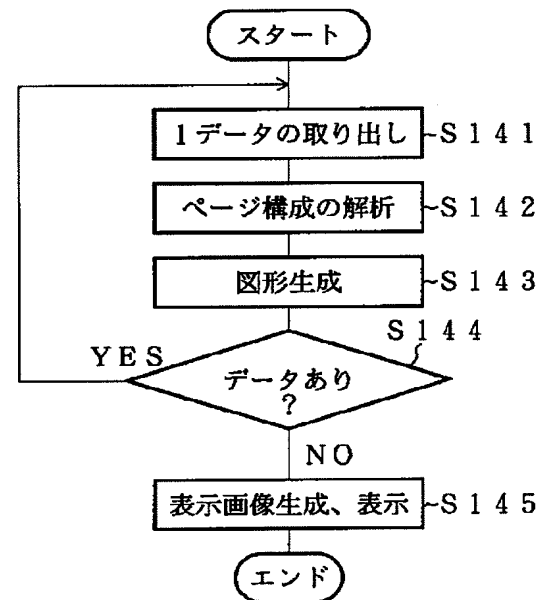 スタート
1データの取り出し ~S141
ページ構成の解析 ~S142
図形生成 ~S143
S144
YES
データあり
?
NO
表示画像生成、表示 ~S145
エンド